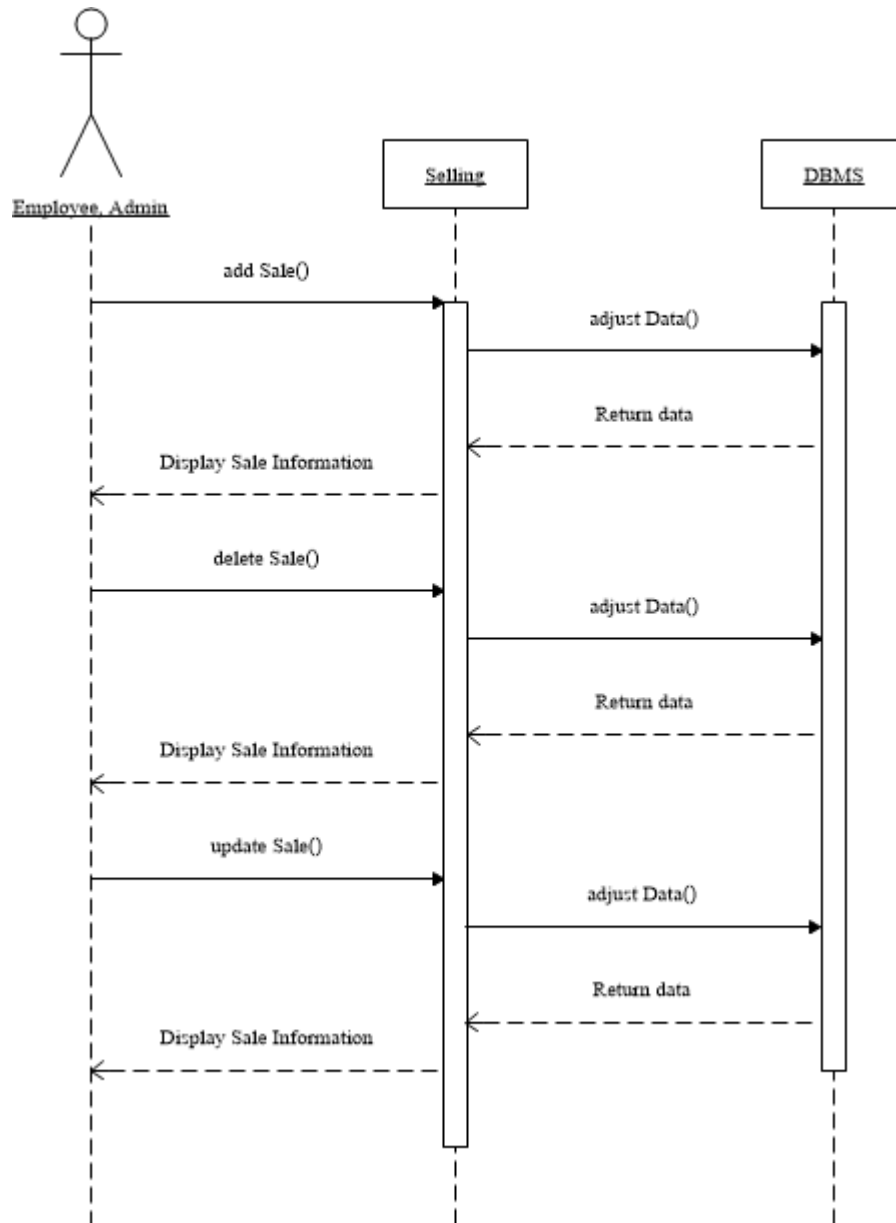 Selling
DBMS
Employee, Admin
add Sale()
adjust Data()
Return data
Display Sale Information
delete Sale()
adjust Data()
Return data
Display Sale Information
update Sale()
adjust Data()
Return data
Display Sale Information